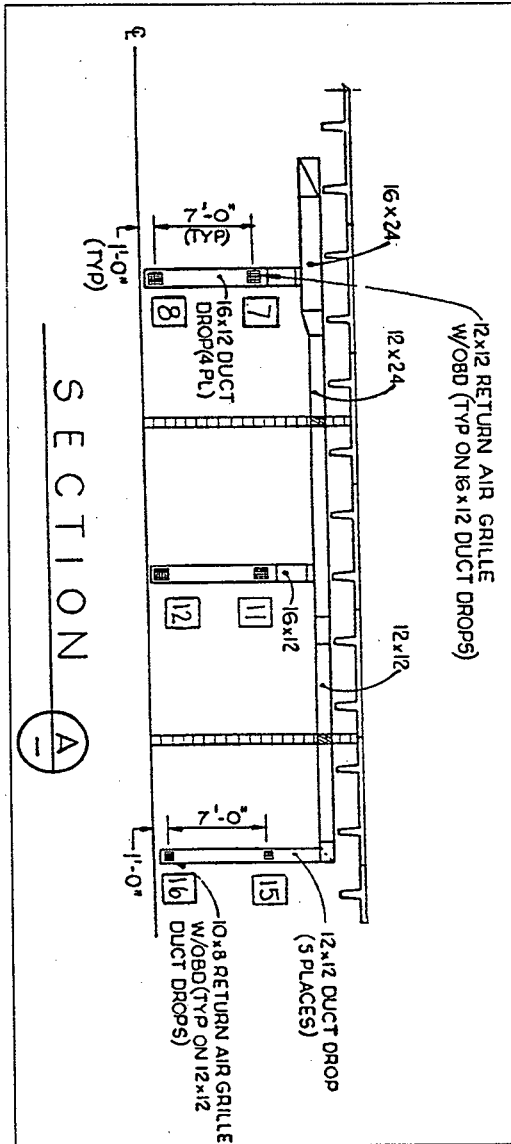 12x12 RETURN AIR GRILLE
W/OBD (TYP ON 16x12 DUCT DROPS)
16x24
12x24
12x12
12x12 DUCT DROP
(5 PLACES)
7'-0"
(TYP)
7
8
16x12 DUCT
DROP(4 PL)
11
12
16x12
7'-0"
15
16
10x8 RETURN AIR GRILLE
W/OBD(TYP ON 12x12
DUCT DROPS)
℄
1'-0"
(TYP)
1'-0"
SECTION
A
-